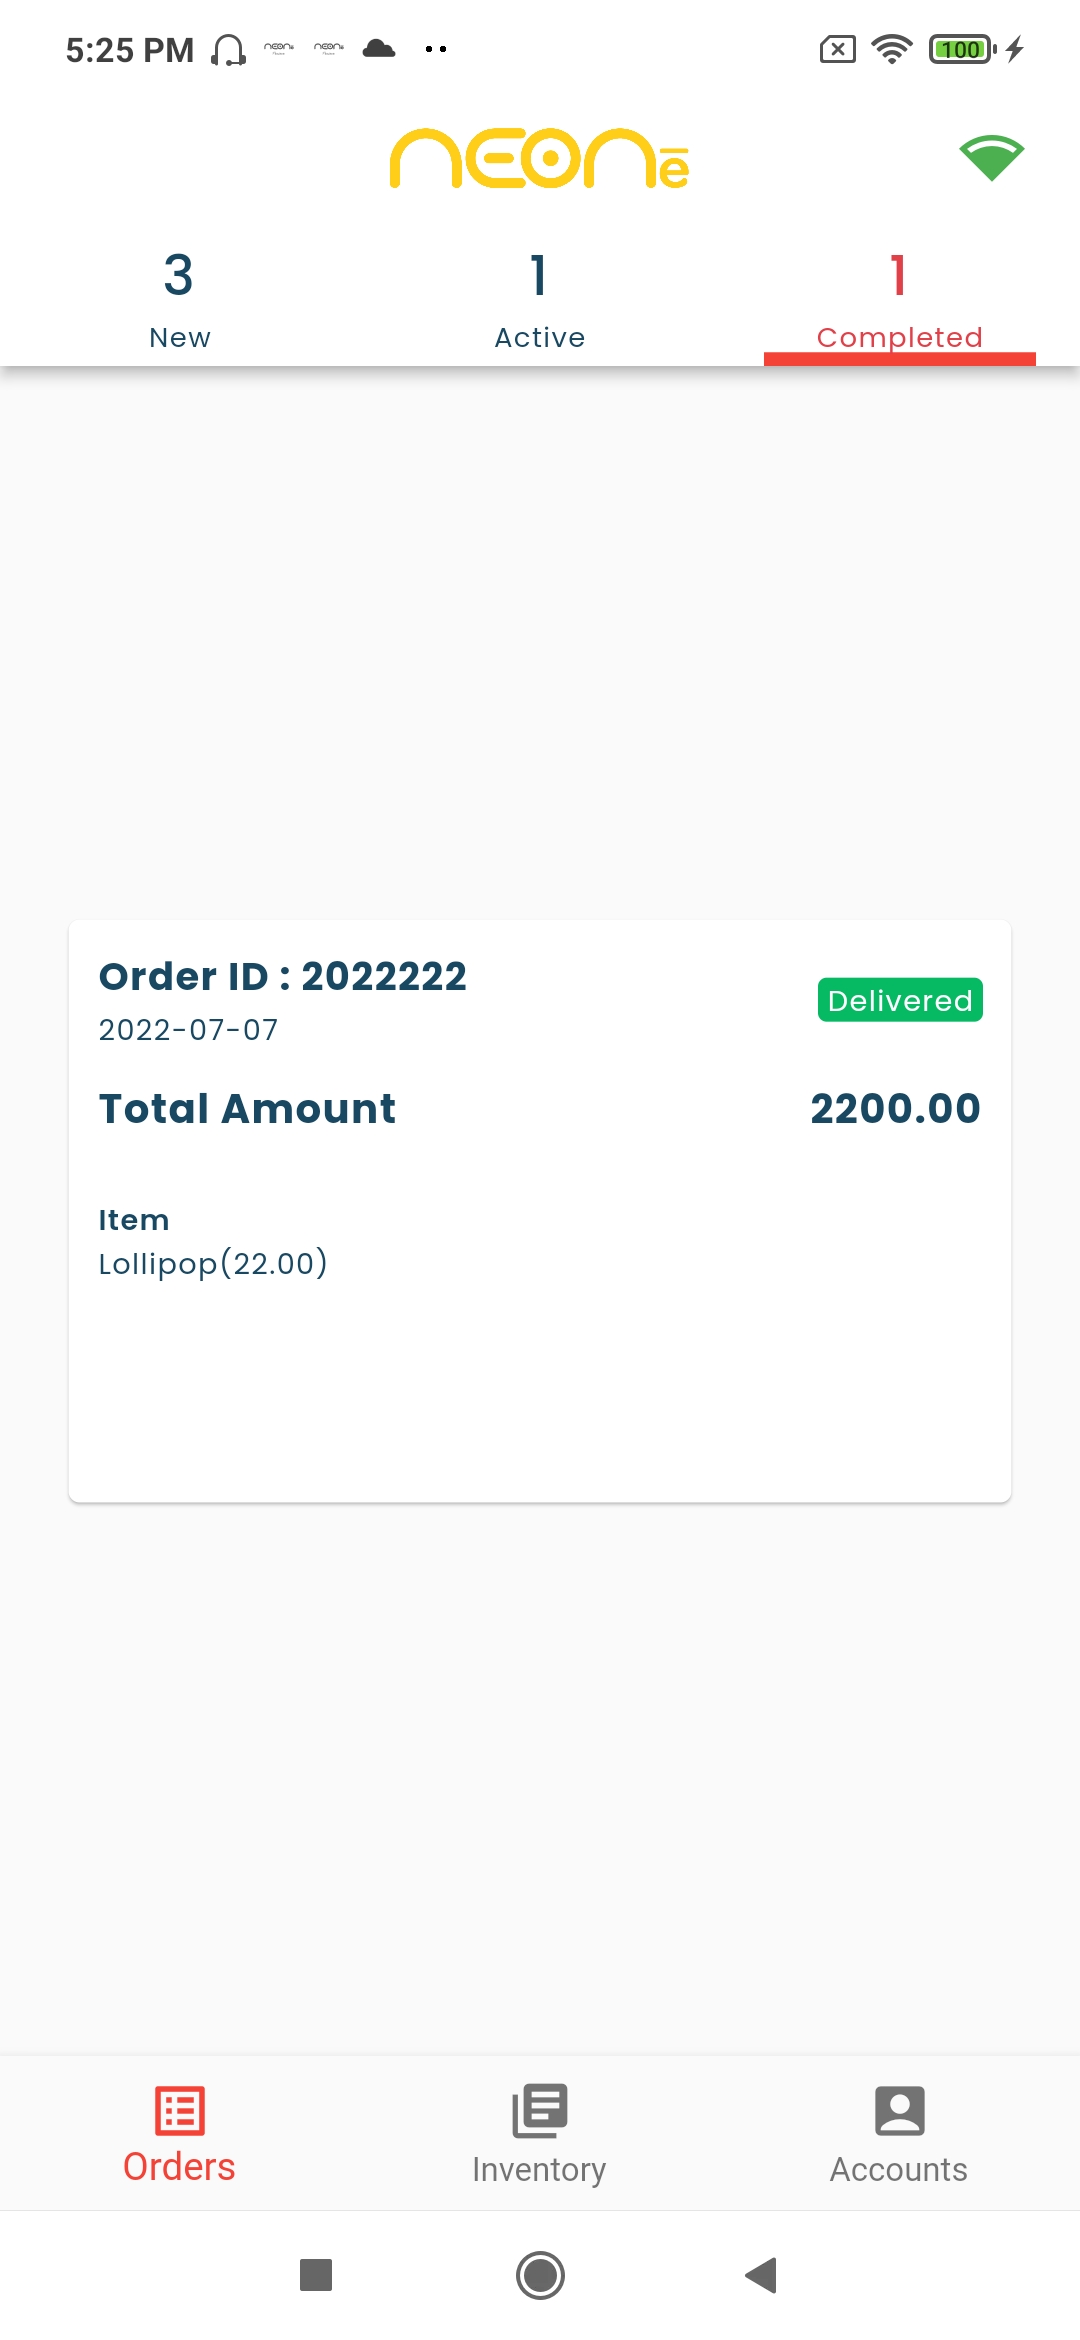 5:25 PM
100
neonē
3
New
1
Active
1
Completed
Order ID : 2022222
2022-07-07
Delivered
Total Amount
2200.00
Item
Lollipop(22.00)
Orders
Inventory
Accounts